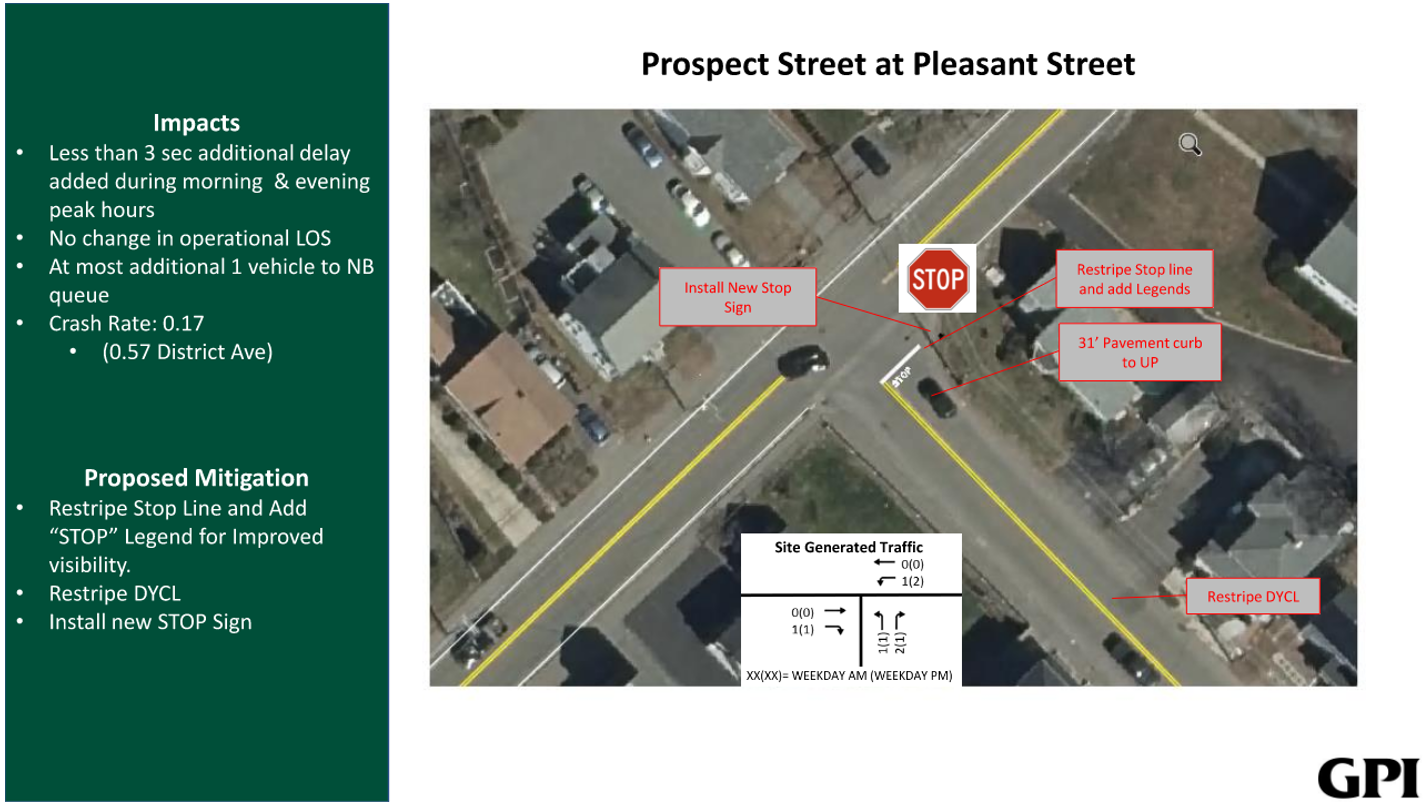 Prospect Street at Pleasant Street
Impacts
• Less than 3 sec additional delay
added during morning & evening
peak hours
• No change in operational LOS
• At most additional 1 vehicle to NB
queue
• Crash Rate: 0.17
• (0.57 District Ave)
Proposed Mitigation
• Restripe Stop Line and Add
“STOP” Legend for Improved
visibility.
• Restripe DYCL
• Install new STOP Sign
Install New Stop
Sign
STOP
Restripe Stop line
and add Legends
31’ Pavement curb
to UP
STOP
Restripe DYCL
Site Generated Traffic
0(0)
1(2)
0(0)
1(1)
1(1)
2(1)
XX(XX)= WEEKDAY AM (WEEKDAY PM)
GPI